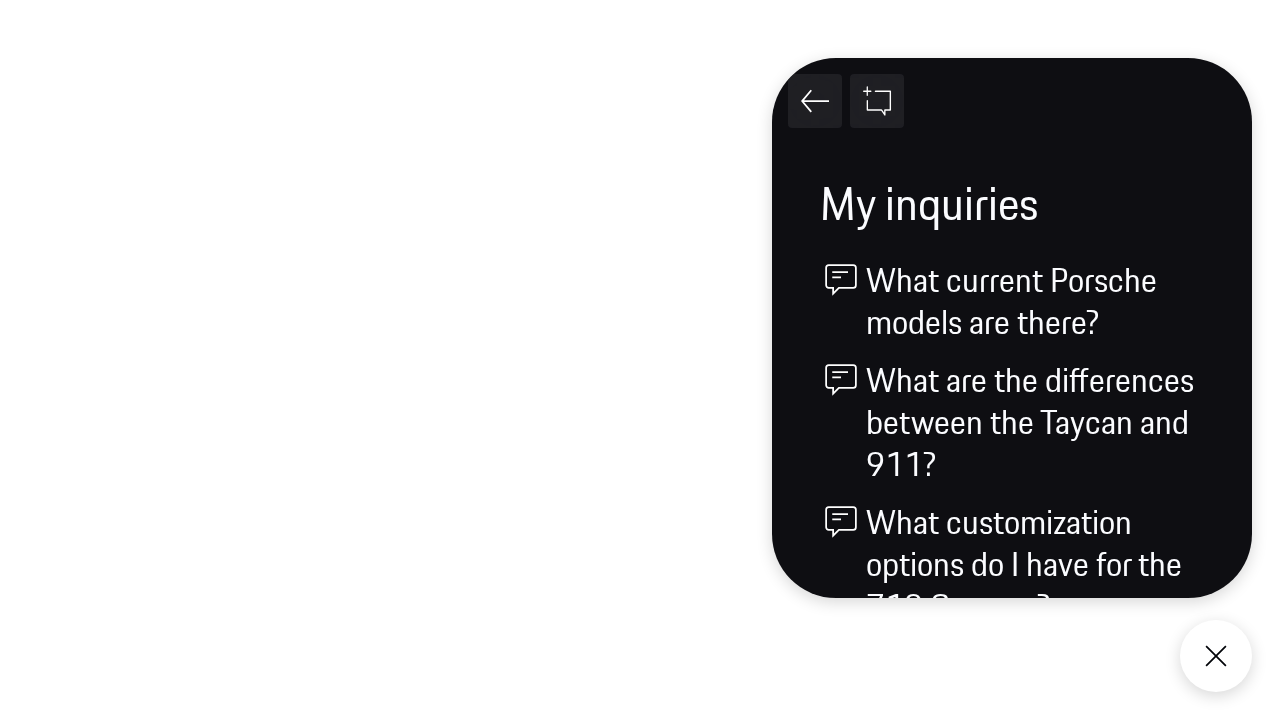 My inquiries
What current Porsche
models are there?
What are the differences
between the Taycan and
911?
What customization
options do I have for the